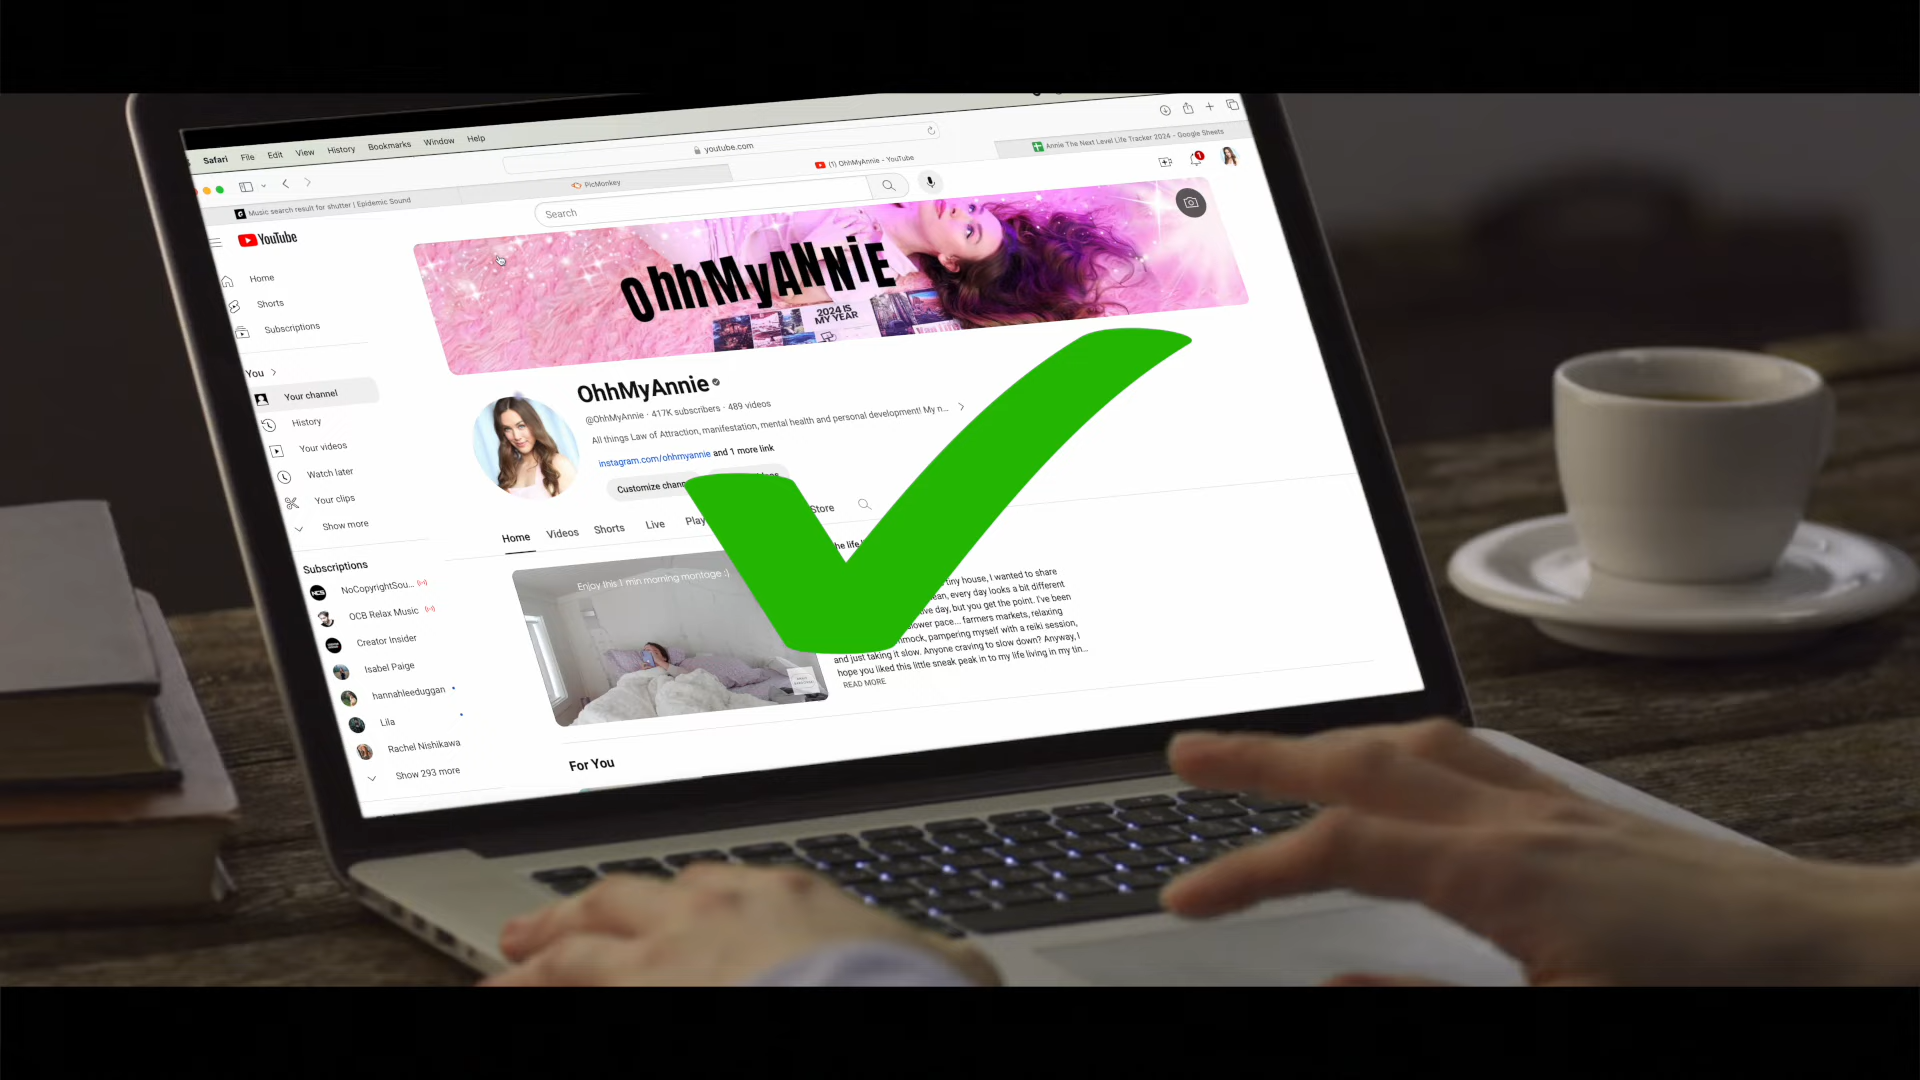 Safari File Edit View History Bookmarks Window Help
youtube.com
Music search result for shutter | Epidemic Sound
PicMonkey
(1) OhhMyAnnie - YouTube
Annie The Next Level Life Tracker 2024 - Google Sheets
YouTube
Search
1
Home
Shorts
Subscriptions
You
Your channel
History
Your videos
Watch later
Your clips
Show more
Subscriptions
NoCopyrightSou...
OCB Relax Music
Creator Insider
Isabel Paige
hannahleeduggan
Lila
Rachel Nishikawa
Show 293 more
OhhMyANNiE
2024 IS
MY YEAR
OhhMyAnnie
@OhhMyAnnie · 417K subscribers · 489 videos
All things Law of Attraction, manifestation, mental health and personal development! My n...
instagram.com/ohhmyannie and 1 more link
Customize
Home Videos Shorts Live Store
Enjoy this 1 min morning montage :)
the life
tiny house, I wanted to share
every day looks a bit different
day, but you get the point. I've been
slower pace... farmers markets, relaxing
pampering myself with a reiki session,
and just taking it slow. Anyone craving to slow down? Anyway, I
hope you liked this little sneak peak in to my life living in my tin...
READ MORE
For You